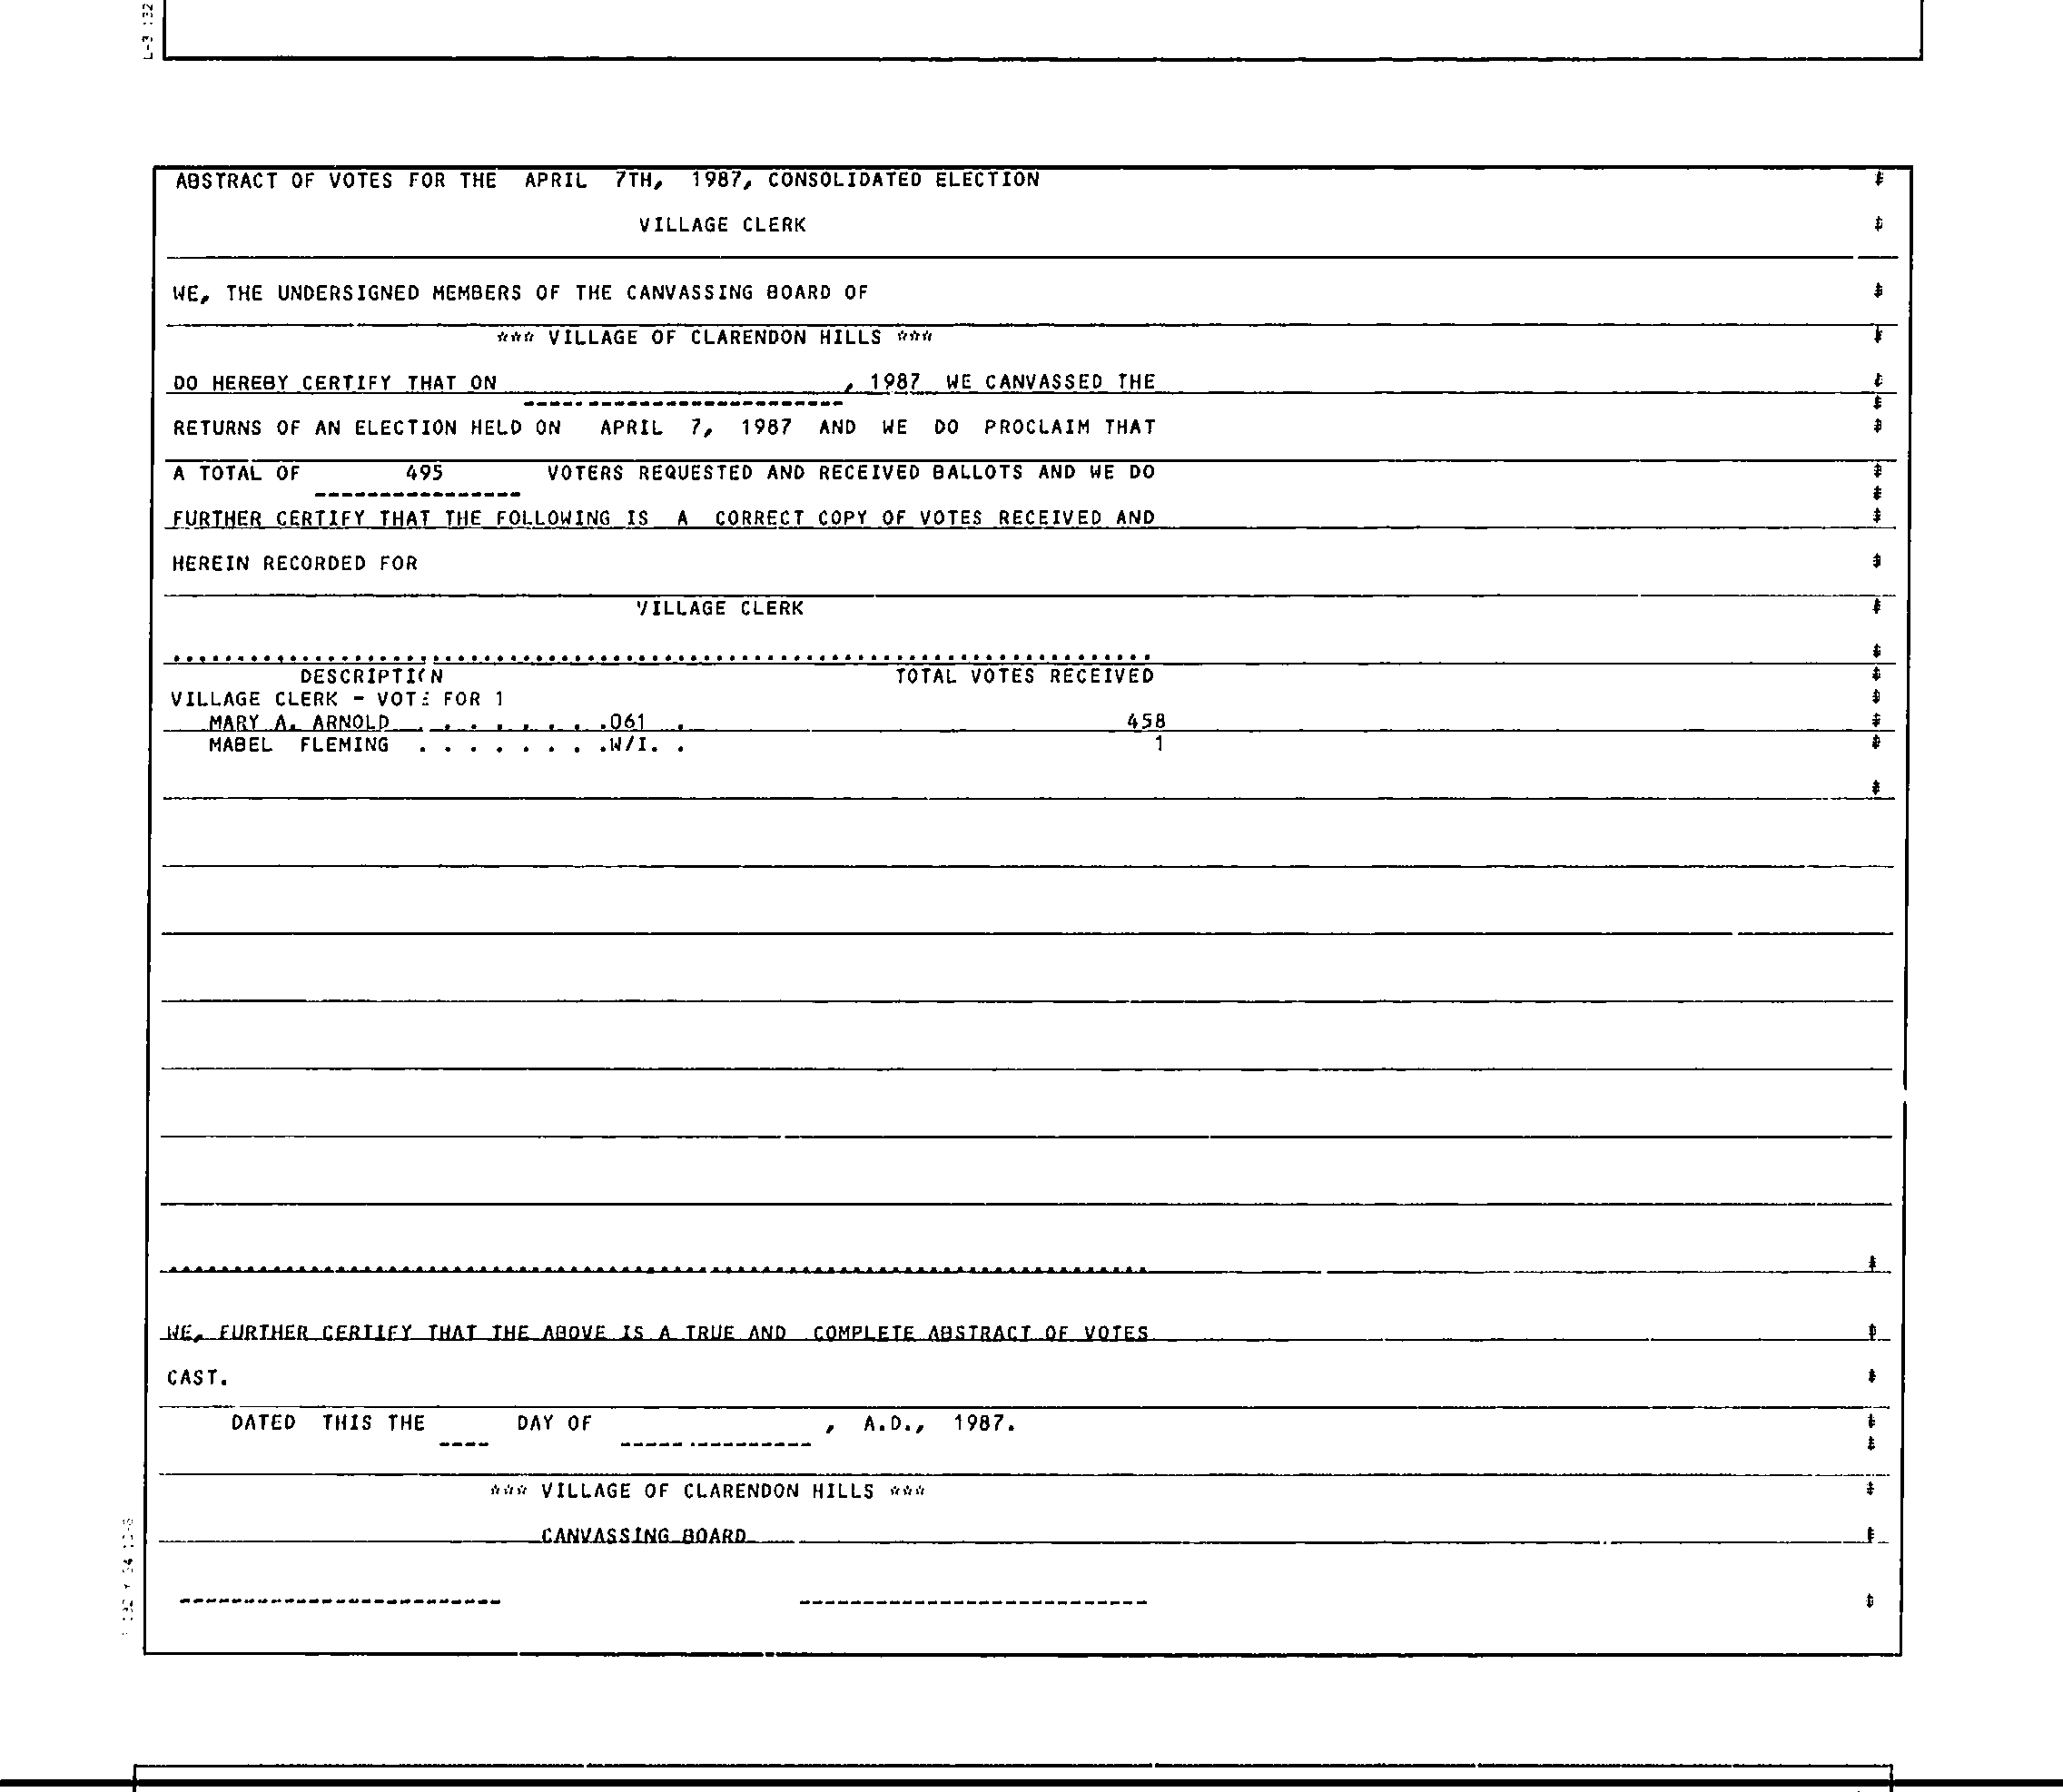 ABSTRACT OF VOTES FOR THE APRIL 7TH, 1987, CONSOLIDATED ELECTION
VILLAGE CLERK
WE, THE UNDERSIGNED MEMBERS OF THE CANVASSING BOARD OF
*** VILLAGE OF CLARENDON HILLS ***
DO HEREBY CERTIFY THAT ON , 1987 WE CANVASSED THE
RETURNS OF AN ELECTION HELD ON APRIL 7, 1987 AND WE DO PROCLAIM THAT
A TOTAL OF 495 VOTERS REQUESTED AND RECEIVED BALLOTS AND WE DO
FURTHER CERTIFY THAT THE FOLLOWING IS A CORRECT COPY OF VOTES RECEIVED AND
HEREIN RECORDED FOR
VILLAGE CLERK
DESCRIPTION TOTAL VOTES RECEIVED
VILLAGE CLERK - VOTE FOR 1
MARY A. ARNOLD . . . . . . . .061 . 458
MABEL FLEMING . . . . . . . .W/I. . 1
WE, FURTHER CERTIFY THAT THE ABOVE IS A TRUE AND COMPLETE ABSTRACT OF VOTES
CAST.
DATED THIS THE ---- DAY OF --------------- , A.D., 1987.
*** VILLAGE OF CLARENDON HILLS ***
CANVASSING BOARD